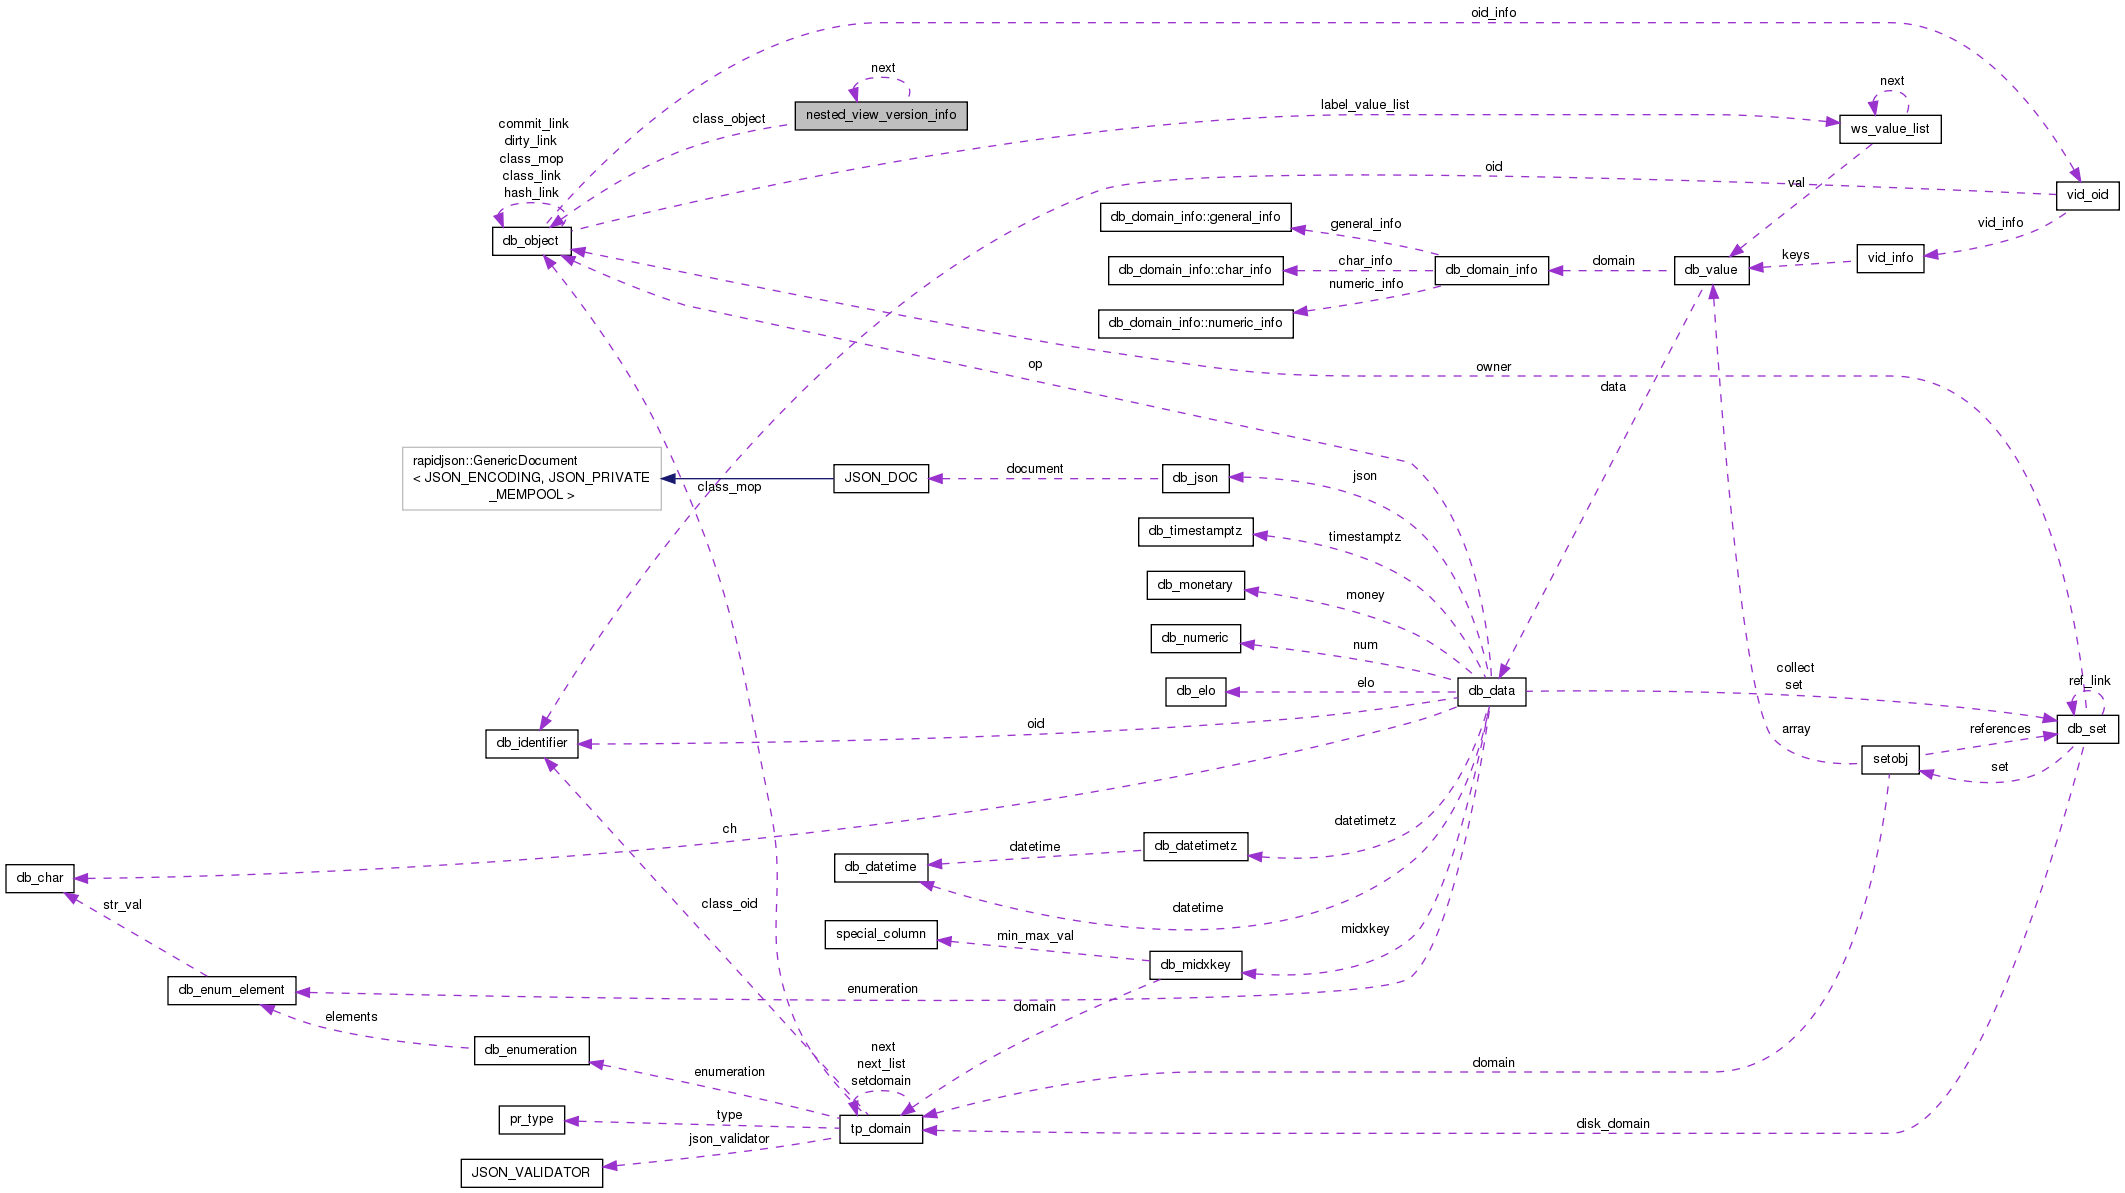 oid_info
next
nested_view_version_info
class_object
label_value_list
next
ws_value_list
commit_link
dirty_link
class_mop
class_link
hash_link
db_object
oid
val
vid_oid
db_domain_info::general_info
general_info
vid_info
db_domain_info::char_info
char_info
db_domain_info
domain
db_value
keys
vid_info
numeric_info
db_domain_info::numeric_info
op
owner
data
rapidjson::GenericDocument
< JSON_ENCODING, JSON_PRIVATE
_MEMPOOL >
class_mop
JSON_DOC
document
db_json
json
db_timestamptz
timestamptz
db_monetary
money
db_numeric
num
db_elo
elo
db_data
collect
set
ref_link
db_set
db_identifier
oid
array
references
setobj
set
ch
datetimetz
db_datetimetz
datetime
db_datetime
db_char
str_val
class_oid
datetime
special_column
min_max_val
midxkey
db_midxkey
db_enum_element
enumeration
domain
elements
db_enumeration
enumeration
next
next_list
setdomain
domain
pr_type
type
tp_domain
disk_domain
json_validator
JSON_VALIDATOR